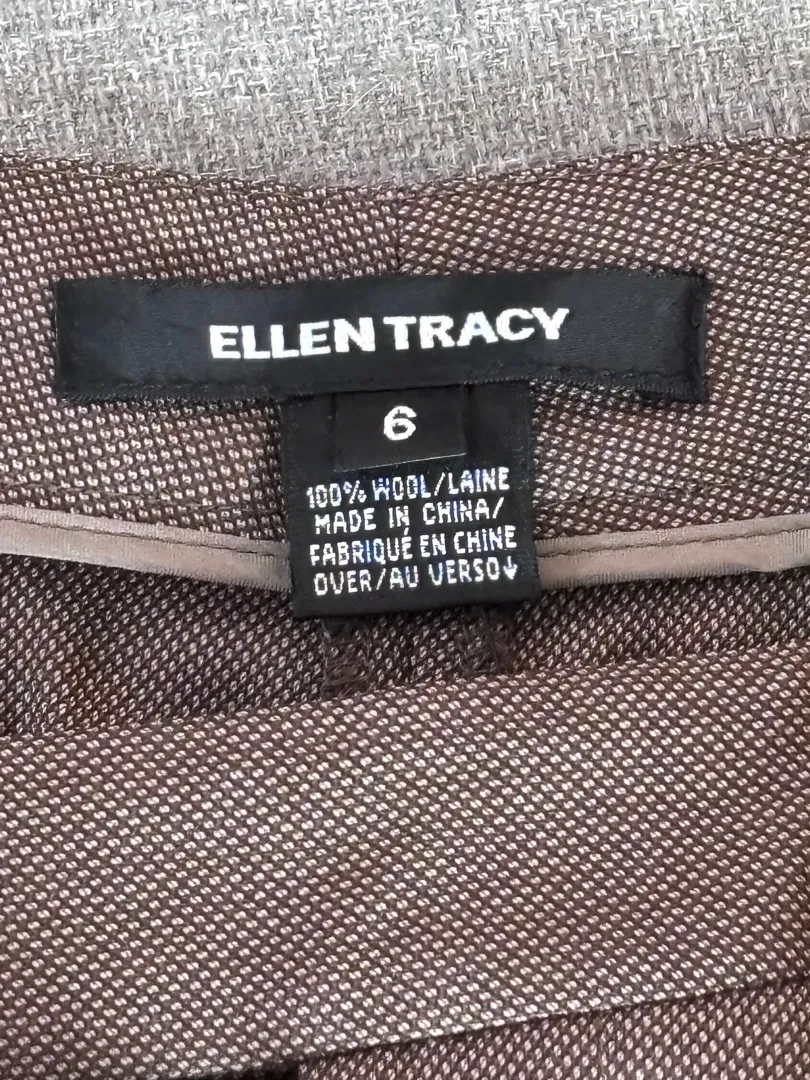 ELLEN TRACY
6
100% WOOL/LAINE
MADE IN CHINA/
FABRIQUÉ EN CHINE
OVER/AU VERSO↓